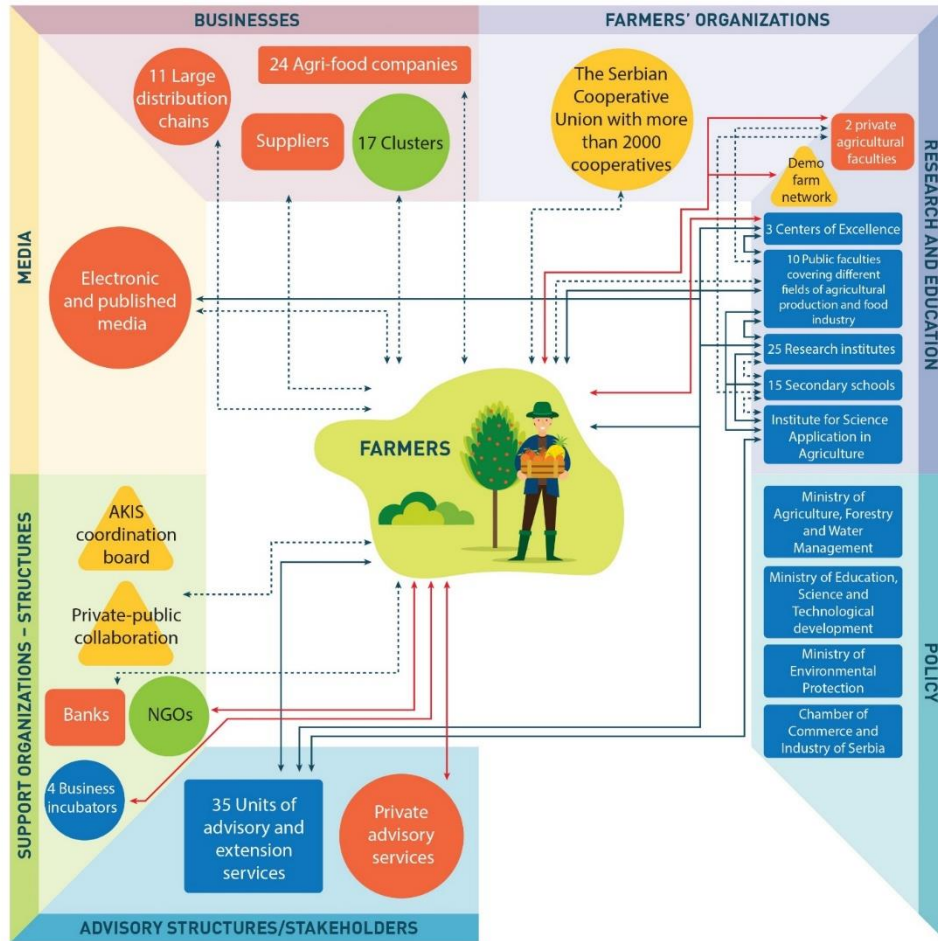 BUSINESSES
FARMERS' ORGANIZATIONS
11 Large
distribution
chains
24 Agri-food companies
Suppliers
17 Clusters
The Serbian
Cooperative
Union with more
than 2000
cooperatives
RESEARCH AND EDUCATION
2 private
agricultural
faculties
Demo
farm
network
3 Centers of Excellence
10 Public faculties
covering different
fields of agricultural
production and food
industry
25 Research institutes
15 Secondary schools
Institute for Science
Application in
Agriculture
MEDIA
Electronic
and published
media
FARMERS
SUPPORT ORGANIZATIONS – STRUCTURES
AKIS
coordination
board
Private-public
collaboration
Banks
NGOs
4 Business
incubators
POLICY
Ministry of
Agriculture, Forestry
and Water
Management
Ministry of Education,
Science and
Technological
development
Ministry of
Environmental
Protection
Chamber of
Commerce and
Industry of Serbia
35 Units of
advisory and
extension
services
Private
advisory
services
ADVISORY STRUCTURES/STAKEHOLDERS